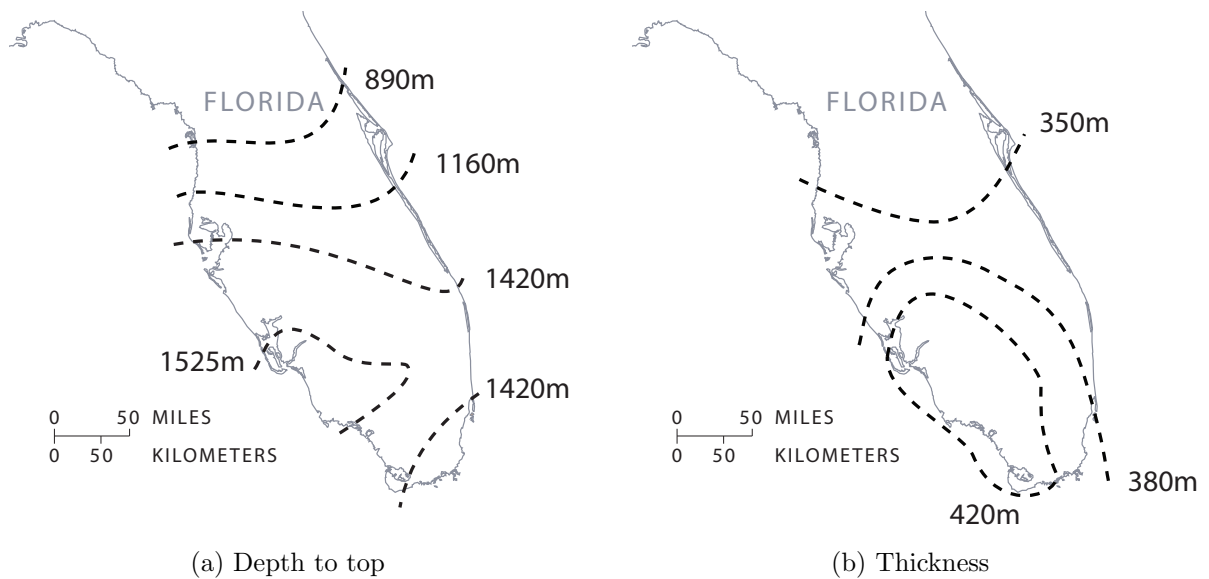 FLORIDA
890m
1160m
1420m
1525m
1420m
0 50 MILES
0 50 KILOMETERS
(a) Depth to top
FLORIDA
350m
0 50 MILES
0 50 KILOMETERS
380m
420m
(b) Thickness